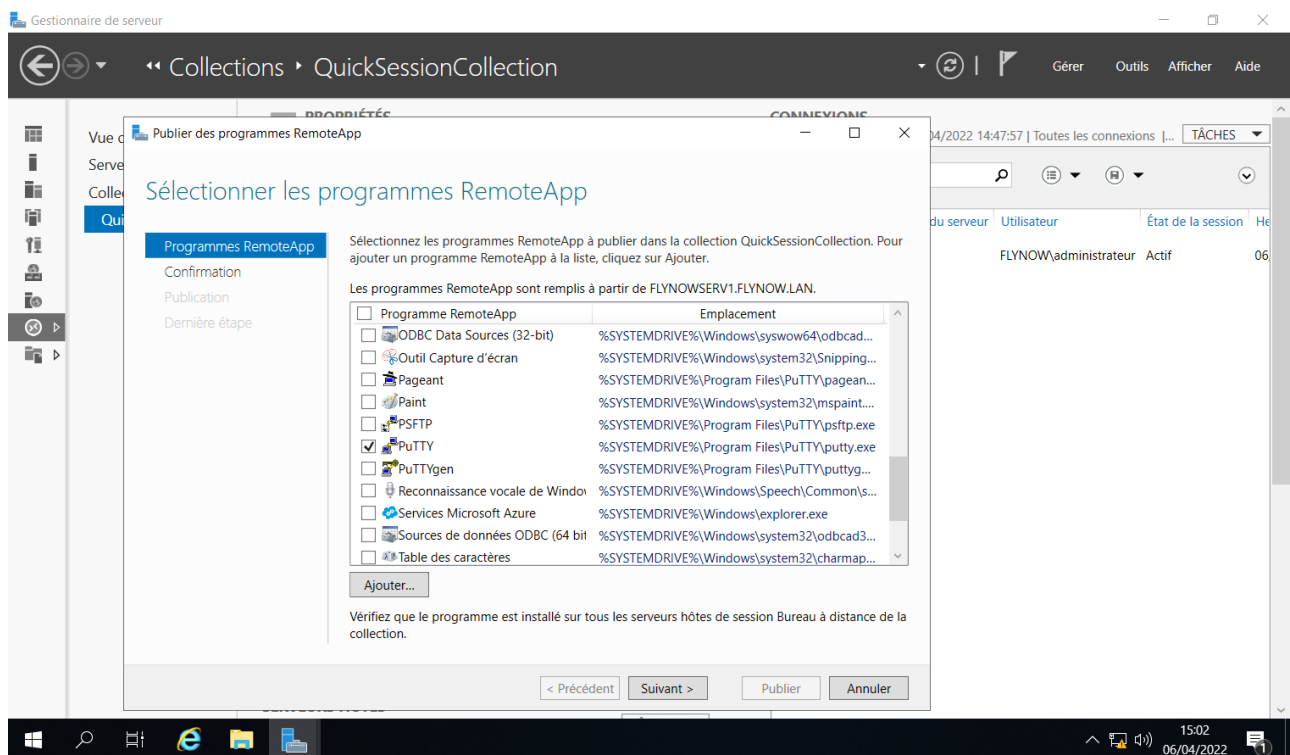 Gestionnaire de serveur
Collections QuickSessionCollection
Gérer Outils Afficher Aide
PROPRIÉTÉS
CONNEXIONS
Vue
Publier des programmes RemoteApp
04/2022 14:47:57 | Toutes les connexions |... TÂCHES
Serve
Sélectionner les programmes RemoteApp
Colle
Qui
du serveur Utilisateur État de la session He
FLYNOW\administrateur Actif 06
Programmes RemoteApp
Confirmation
Publication
Dernière étape
Sélectionnez les programmes RemoteApp à publier dans la collection QuickSessionCollection. Pour
ajouter un programme RemoteApp à la liste, cliquez sur Ajouter.
Les programmes RemoteApp sont remplis à partir de FLYNOWSERV1.FLYNOW.LAN.
Programme RemoteApp Emplacement
ODBC Data Sources (32-bit) %SYSTEMDRIVE%\Windows\syswow64\odbcad...
Outil Capture d'écran %SYSTEMDRIVE%\Windows\system32\Snipping...
Pageant %SYSTEMDRIVE%\Program Files\PuTTY\pagean...
Paint %SYSTEMDRIVE%\Windows\system32\mspaint....
PSFTP %SYSTEMDRIVE%\Program Files\PuTTY\psftp.exe
PuTTY %SYSTEMDRIVE%\Program Files\PuTTY\putty.exe
PuTTYgen %SYSTEMDRIVE%\Program Files\PuTTY\puttyg...
Reconnaissance vocale de Window %SYSTEMDRIVE%\Windows\Speech\Common\s...
Services Microsoft Azure %SYSTEMDRIVE%\Windows\explorer.exe
Sources de données ODBC (64 bit %SYSTEMDRIVE%\Windows\system32\odbcad3...
Table des caractères %SYSTEMDRIVE%\Windows\system32\charmap...
Ajouter...
Vérifiez que le programme est installé sur tous les serveurs hôtes de session Bureau à distance de la
collection.
< Précédent Suivant > Publier Annuler
15:02
06/04/2022
1